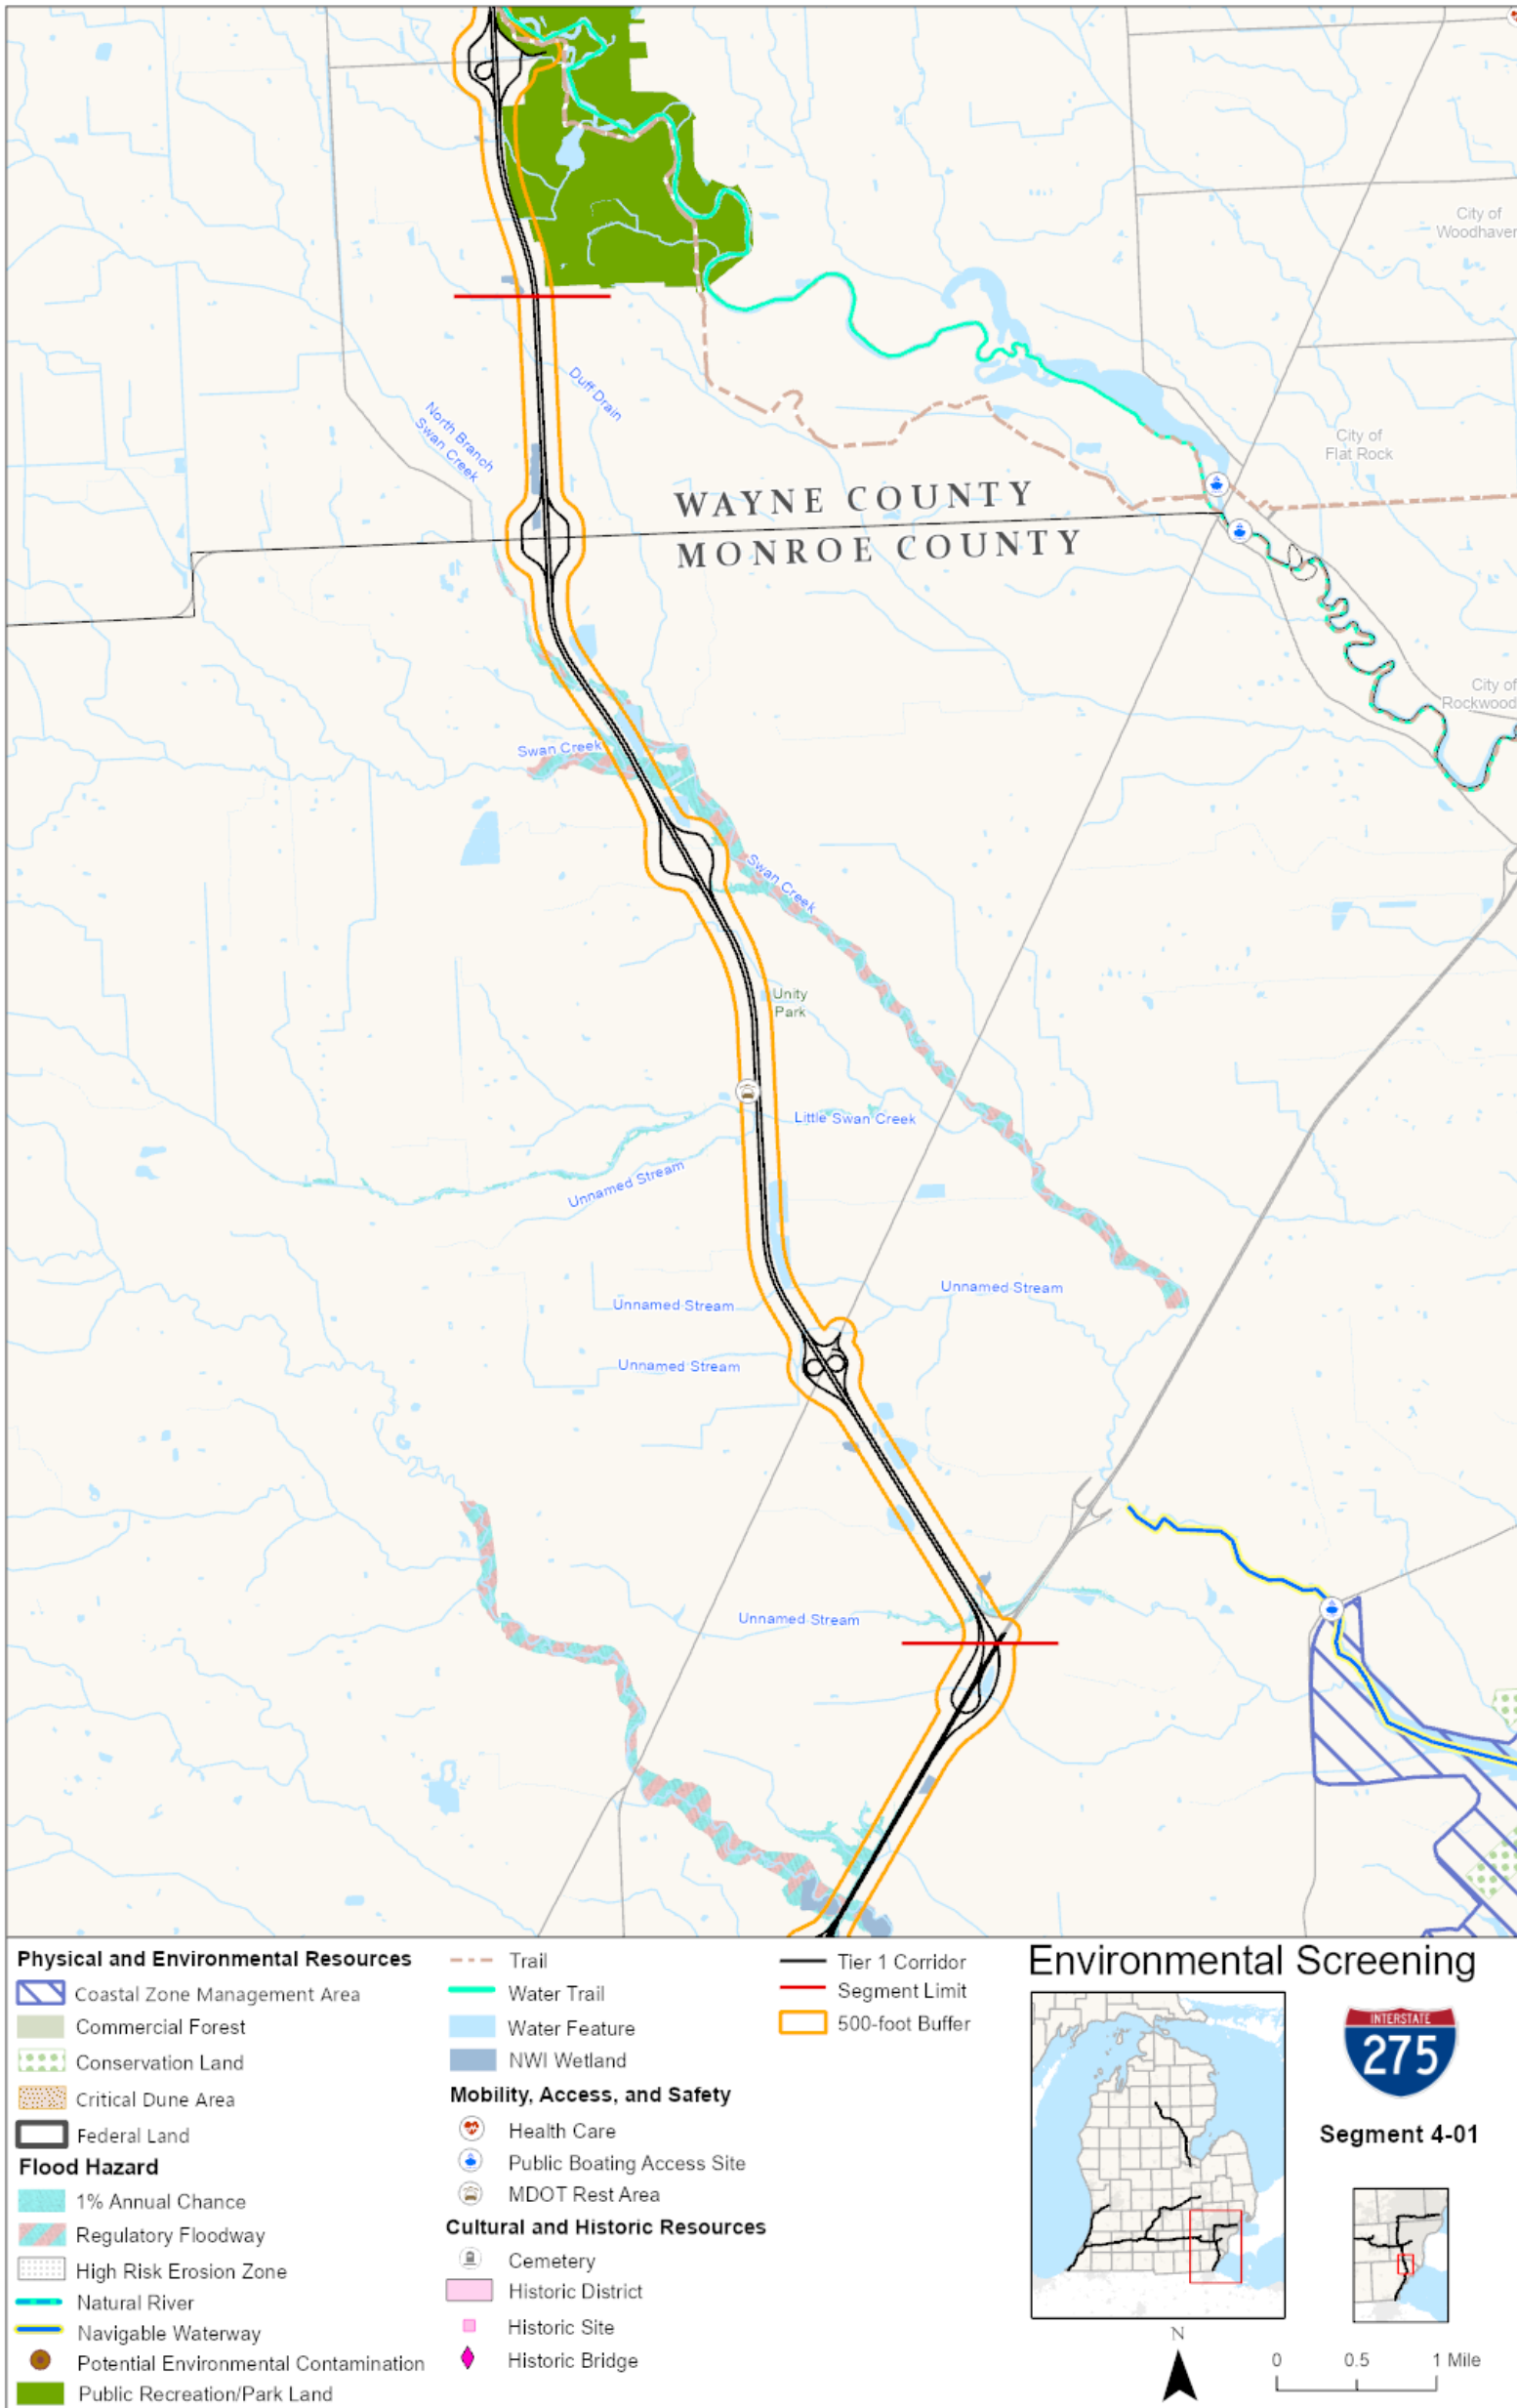 City of
Woodhaven
Duff Drain
North Branch
Swan Creek
City of
Flat Rock
WAYNE COUNTY
MONROE COUNTY
City of
Rockwood
Swan Creek
Swan Creek
Unity
Park
Little Swan Creek
Unnamed Stream
Unnamed Stream
Unnamed Stream
Unnamed Stream
Unnamed Stream
Physical and Environmental Resources
Coastal Zone Management Area
Commercial Forest
Conservation Land
Critical Dune Area
Federal Land
Flood Hazard
1% Annual Chance
Regulatory Floodway
High Risk Erosion Zone
Natural River
Navigable Waterway
Potential Environmental Contamination
Public Recreation/Park Land
Trail
Water Trail
Water Feature
NWI Wetland
Mobility, Access, and Safety
Health Care
Public Boating Access Site
MDOT Rest Area
Cultural and Historic Resources
Cemetery
Historic District
Historic Site
Historic Bridge
Tier 1 Corridor
Segment Limit
500-foot Buffer
Environmental Screening
INTERSTATE
275
Segment 4-01
N
0 0.5 1 Mile